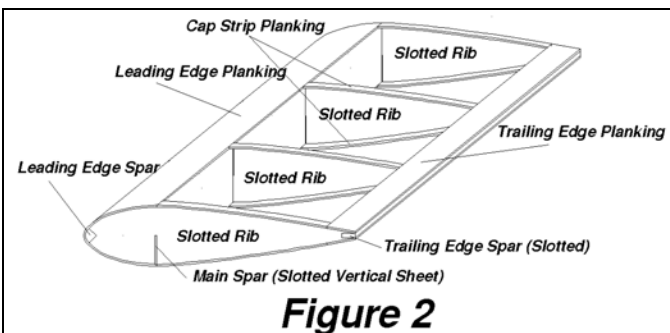 Cap Strip Planking
Slotted Rib
Leading Edge Planking
Slotted Rib
Trailing Edge Planking
Leading Edge Spar
Slotted Rib
Slotted Rib
Trailing Edge Spar (Slotted)
Main Spar (Slotted Vertical Sheet)
Figure 2